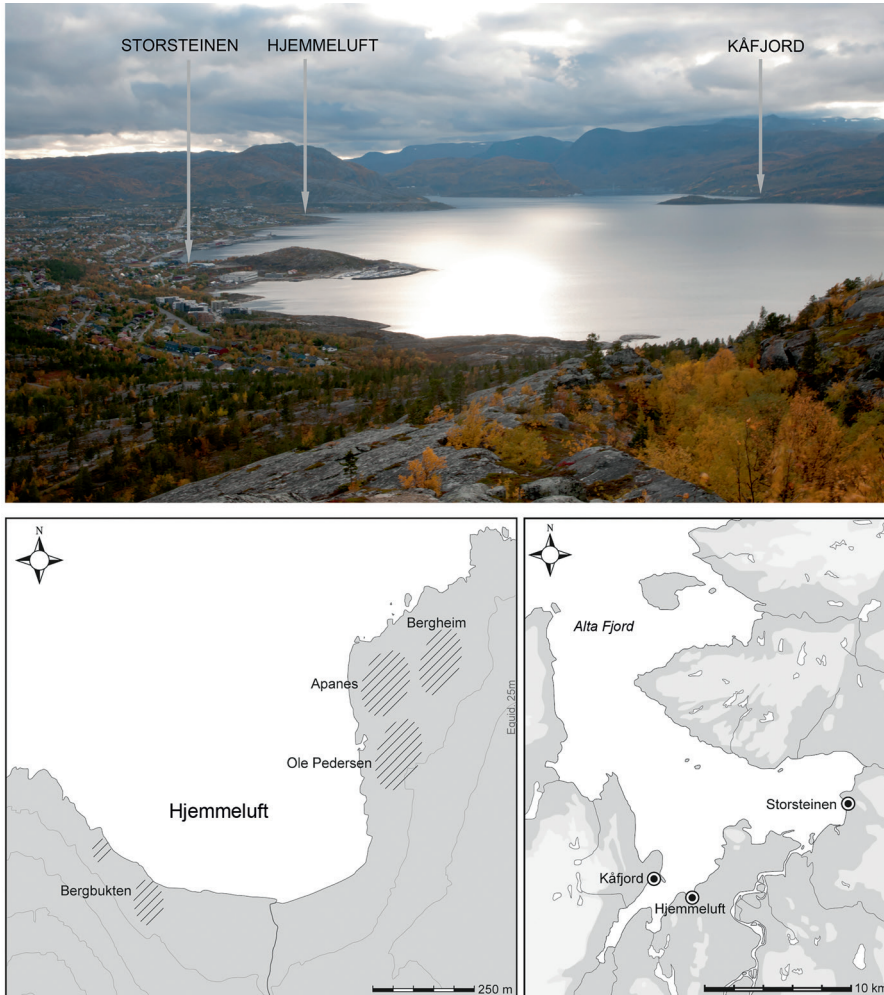 STORSTEINEN
HJEMMELUFT
KÅFJORD
N
Bergheim
Apanes
Ole Pedersen
Equid. 25m
Hjemmeluft
Bergbukten
250 m
N
Alta Fjord
Storsteinen
Kåfjord
Hjemmeluft
10 km